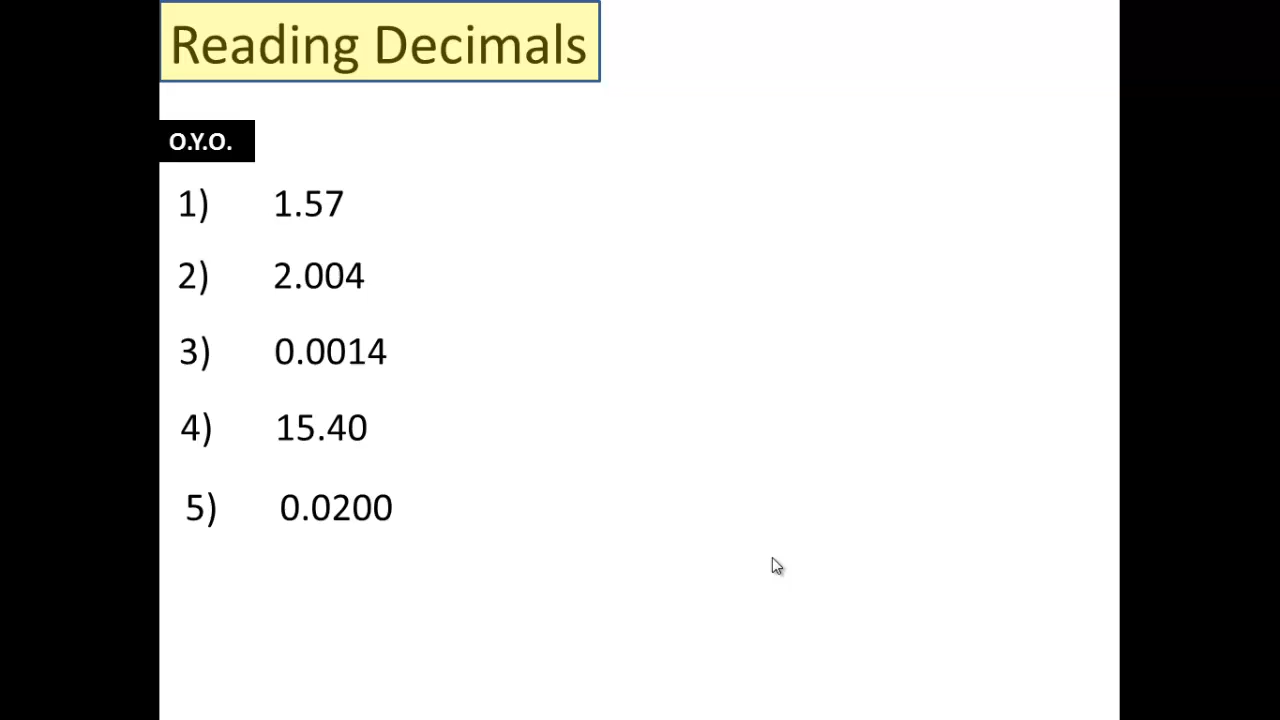 Reading Decimals
O.Y.O.
1) 1.57
2) 2.004
3) 0.0014
4) 15.40
5) 0.0200